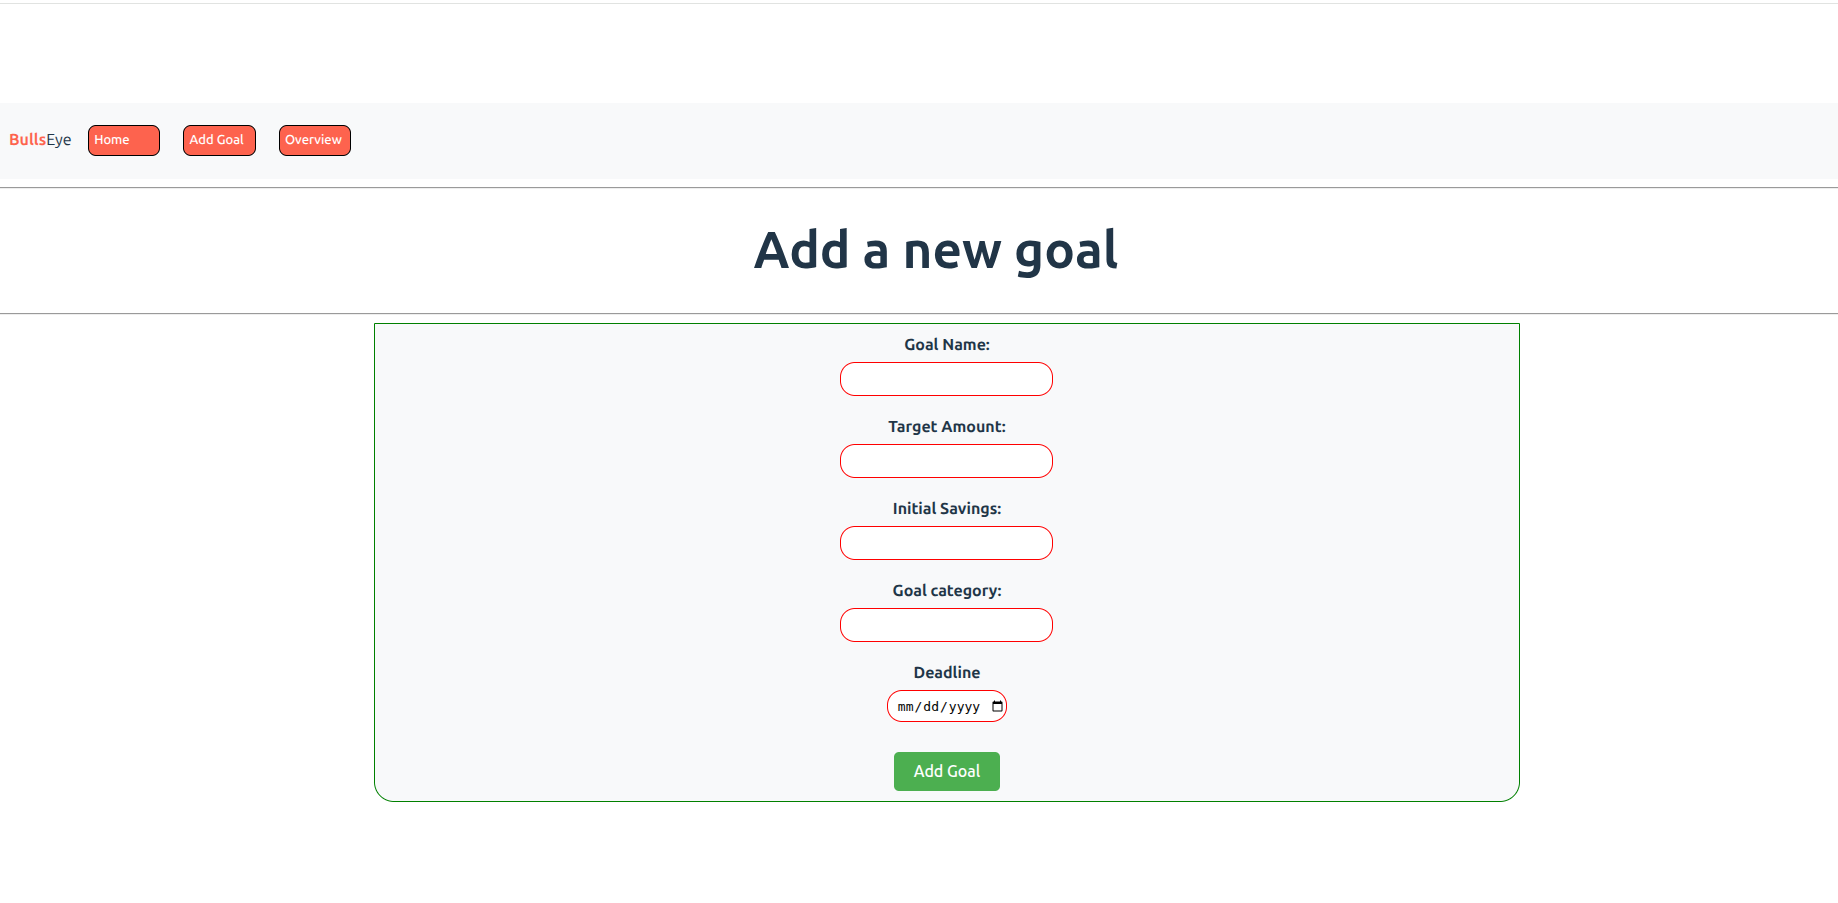 BullsEye Home Add Goal Overview
Add a new goal
Goal Name:
Target Amount:
Initial Savings:
Goal category:
Deadline
mm/dd/yyyy
Add Goal